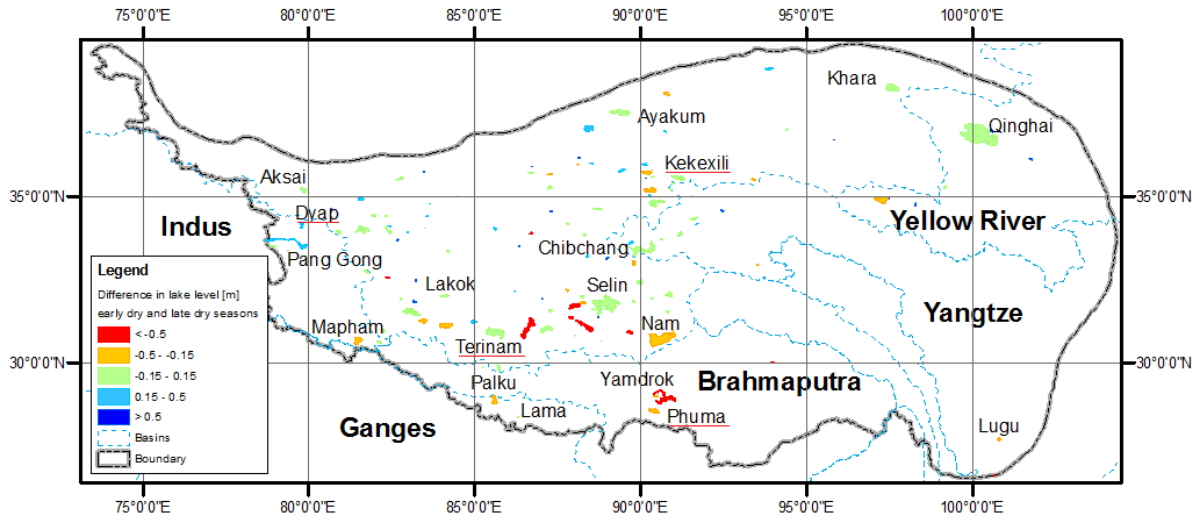 75°0'0"E 80°0'0"E 85°0'0"E 90°0'0"E 95°0'0"E 100°0'0"E
Khara
Ayakum
Qinghai
Kekexili
35°0'0"N 35°0'0"N
Aksai
Dyap
Indus
Yellow River
Chibchang
Pang Gong
Legend
Difference in lake level [m]
early dry and late dry seasons
<-0.5
-0.5 - -0.15
-0.15 - 0.15
0.15 - 0.5
> 0.5
Basins
Boundary
Lakok
Selin
Yangtze
Mapham
Nam
Terinam
30°0'0"N 30°0'0"N
Palku
Yamdrok
Brahmaputra
Lama
Phuma
Ganges
Lugu
75°0'0"E 80°0'0"E 85°0'0"E 90°0'0"E 95°0'0"E 100°0'0"E